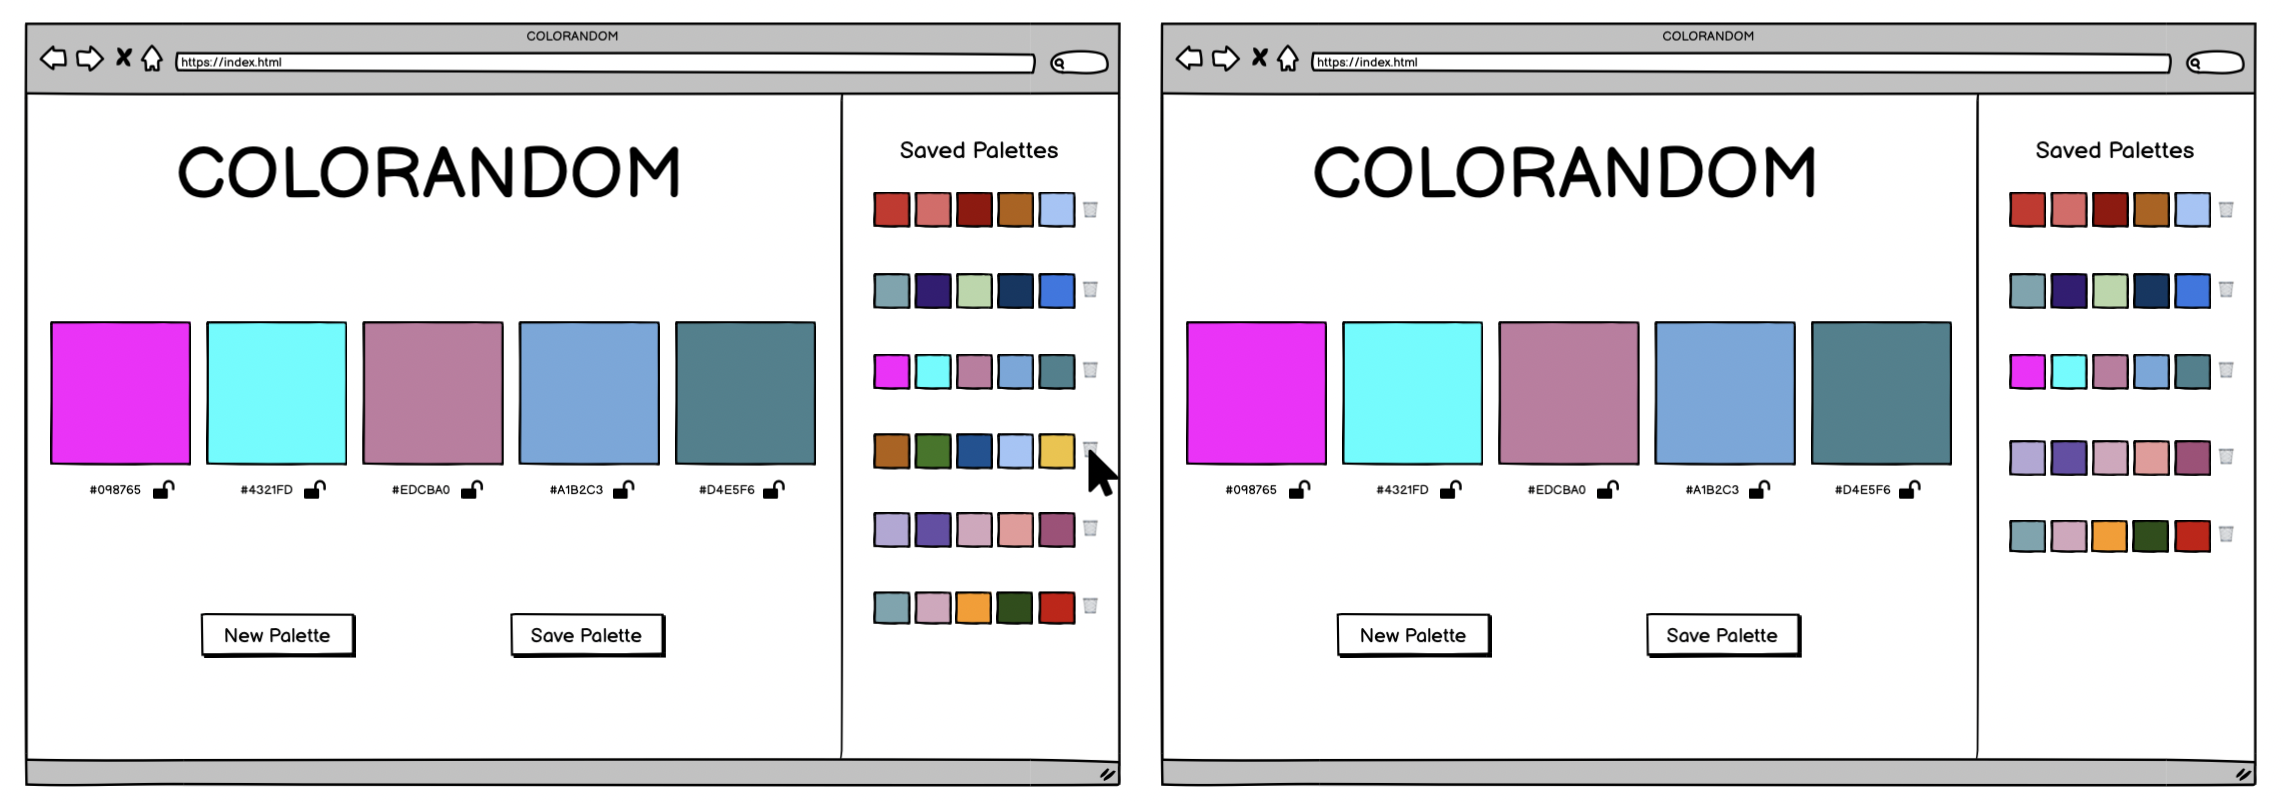 COLORANDOM
https://index.html
COLORANDOM
Saved Palettes
#098765
#4321FD
#EDCBA0
#A1B2C3
#D4E5F6
New Palette
Save Palette
COLORANDOM
https://index.html
COLORANDOM
Saved Palettes
#098765
#4321FD
#EDCBA0
#A1B2C3
#D4E5F6
New Palette
Save Palette